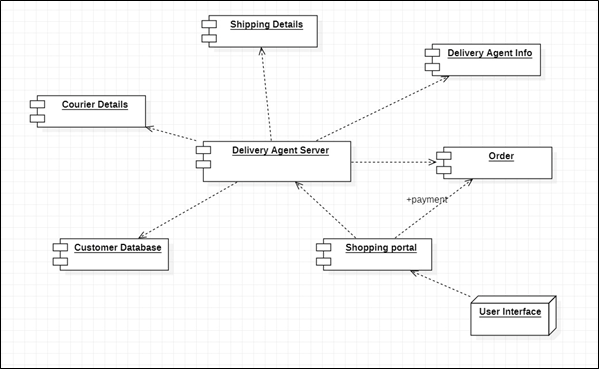 Shipping Details
Delivery Agent Info
Courier Details
Delivery Agent Server
Order
+payment
Customer Database
Shopping portal
User Interface